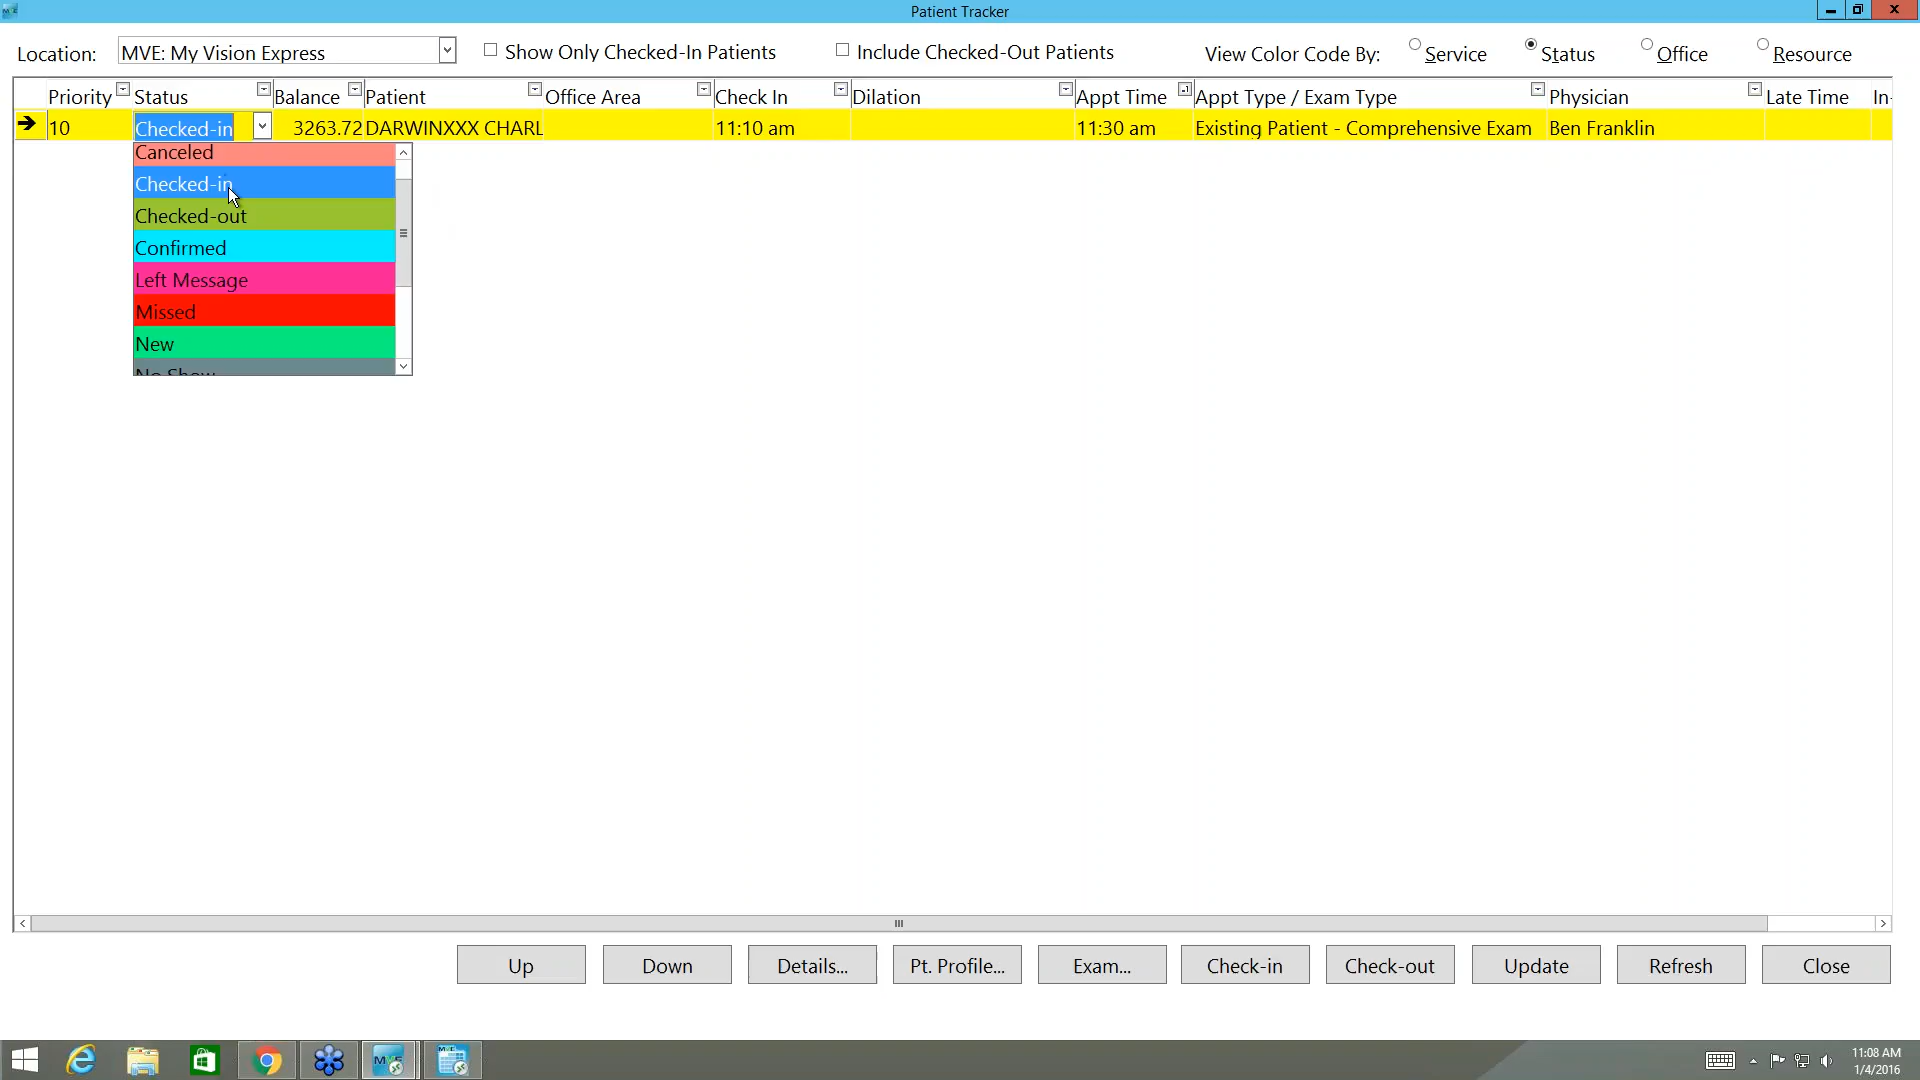 Patient Tracker
Location: MVE: My Vision Express Show Only Checked-In Patients Include Checked-Out Patients View Color Code By: Service Status Office Resource
Priority Status Balance Patient Office Area Check In Dilation Appt Time Appt Type / Exam Type Physician Late Time In-
10 Checked-in 3263.72 DARWINXXX CHARL 11:10 am 11:30 am Existing Patient - Comprehensive Exam Ben Franklin
Canceled
Checked-in
Checked-out
Confirmed
Left Message
Missed
New
No Show
Up Down Details... Pt. Profile... Exam... Check-in Check-out Update Refresh Close
11:08 AM
1/4/2016